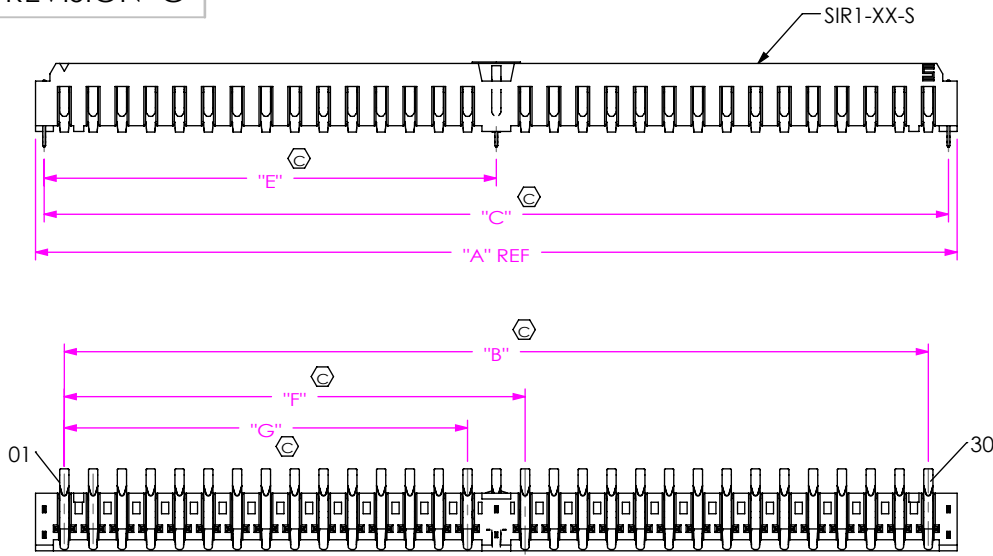 REVISION G
SIR1-XX-S
C
"E"
C
"C"
"A" REF
C
"B"
C
"F"
"G"
C
01
30